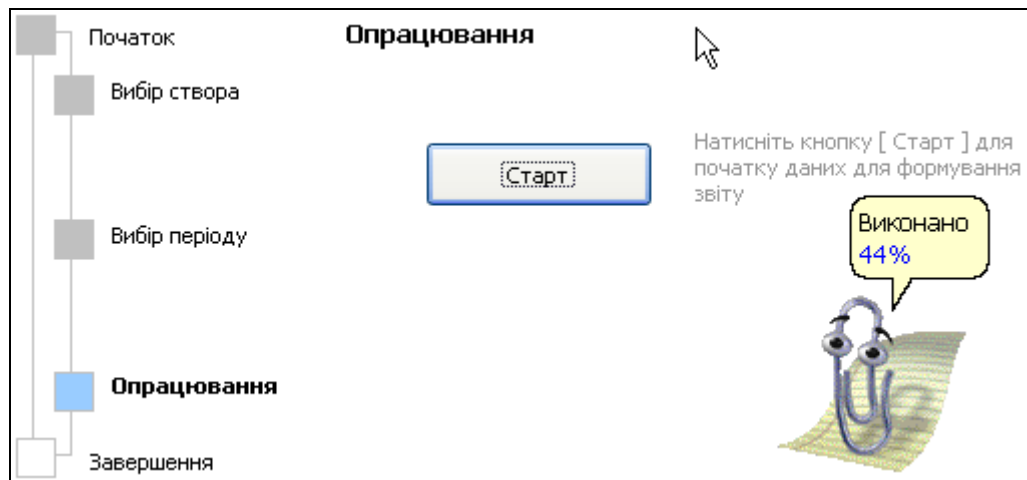 Початок
Опрацювання
Вибір створа
Старт
Натисніть кнопку [ Старт ] для
початку даних для формування
звіту
Вибір періоду
Виконано
44%
Опрацювання
Завершення